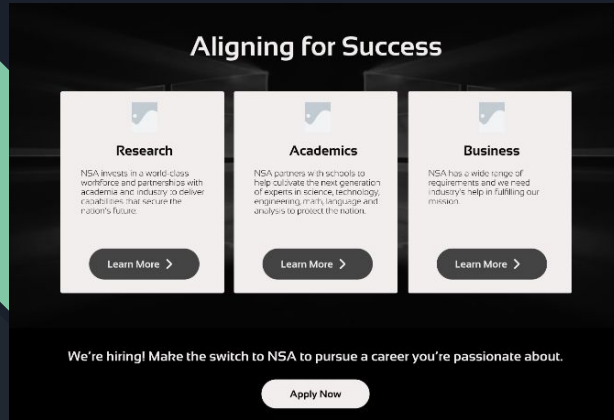 Aligning for Success
Research
NSA invests in a world-class
workforce and partnerships with
academia and industry to deliver
capabilities that secure the
nation's future.
Learn More
Academics
NSA partners with schools to
help cultivate the next generation
of experts in science, technology,
engineering, math, language and
analysis to protect the nation.
Learn More
Business
NSA has a wide range of
requirements and we need
industry's help in fulfilling our
mission.
Learn More
We're hiring! Make the switch to NSA to pursue a career you're passionate about.
Apply Now